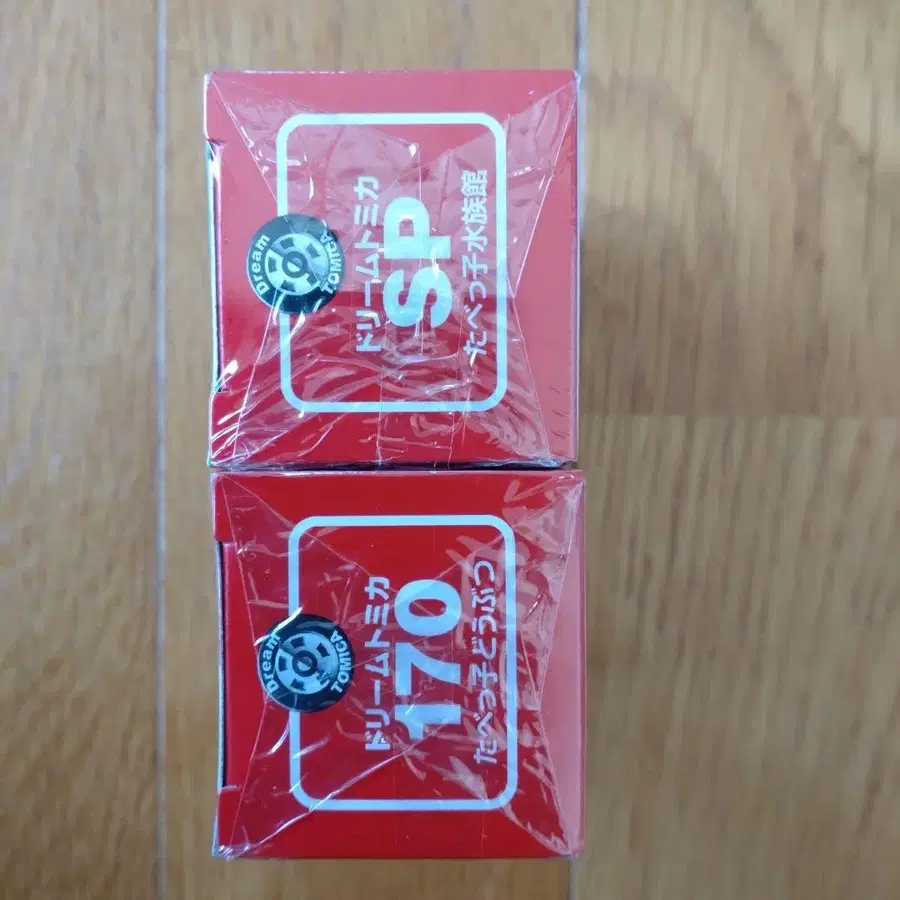 Dream TOMICA
ドリームトミカ
SP
たべっ子水族館
Dream TOMICA
ドリームトミカ
170
たべっ子どうぶつ